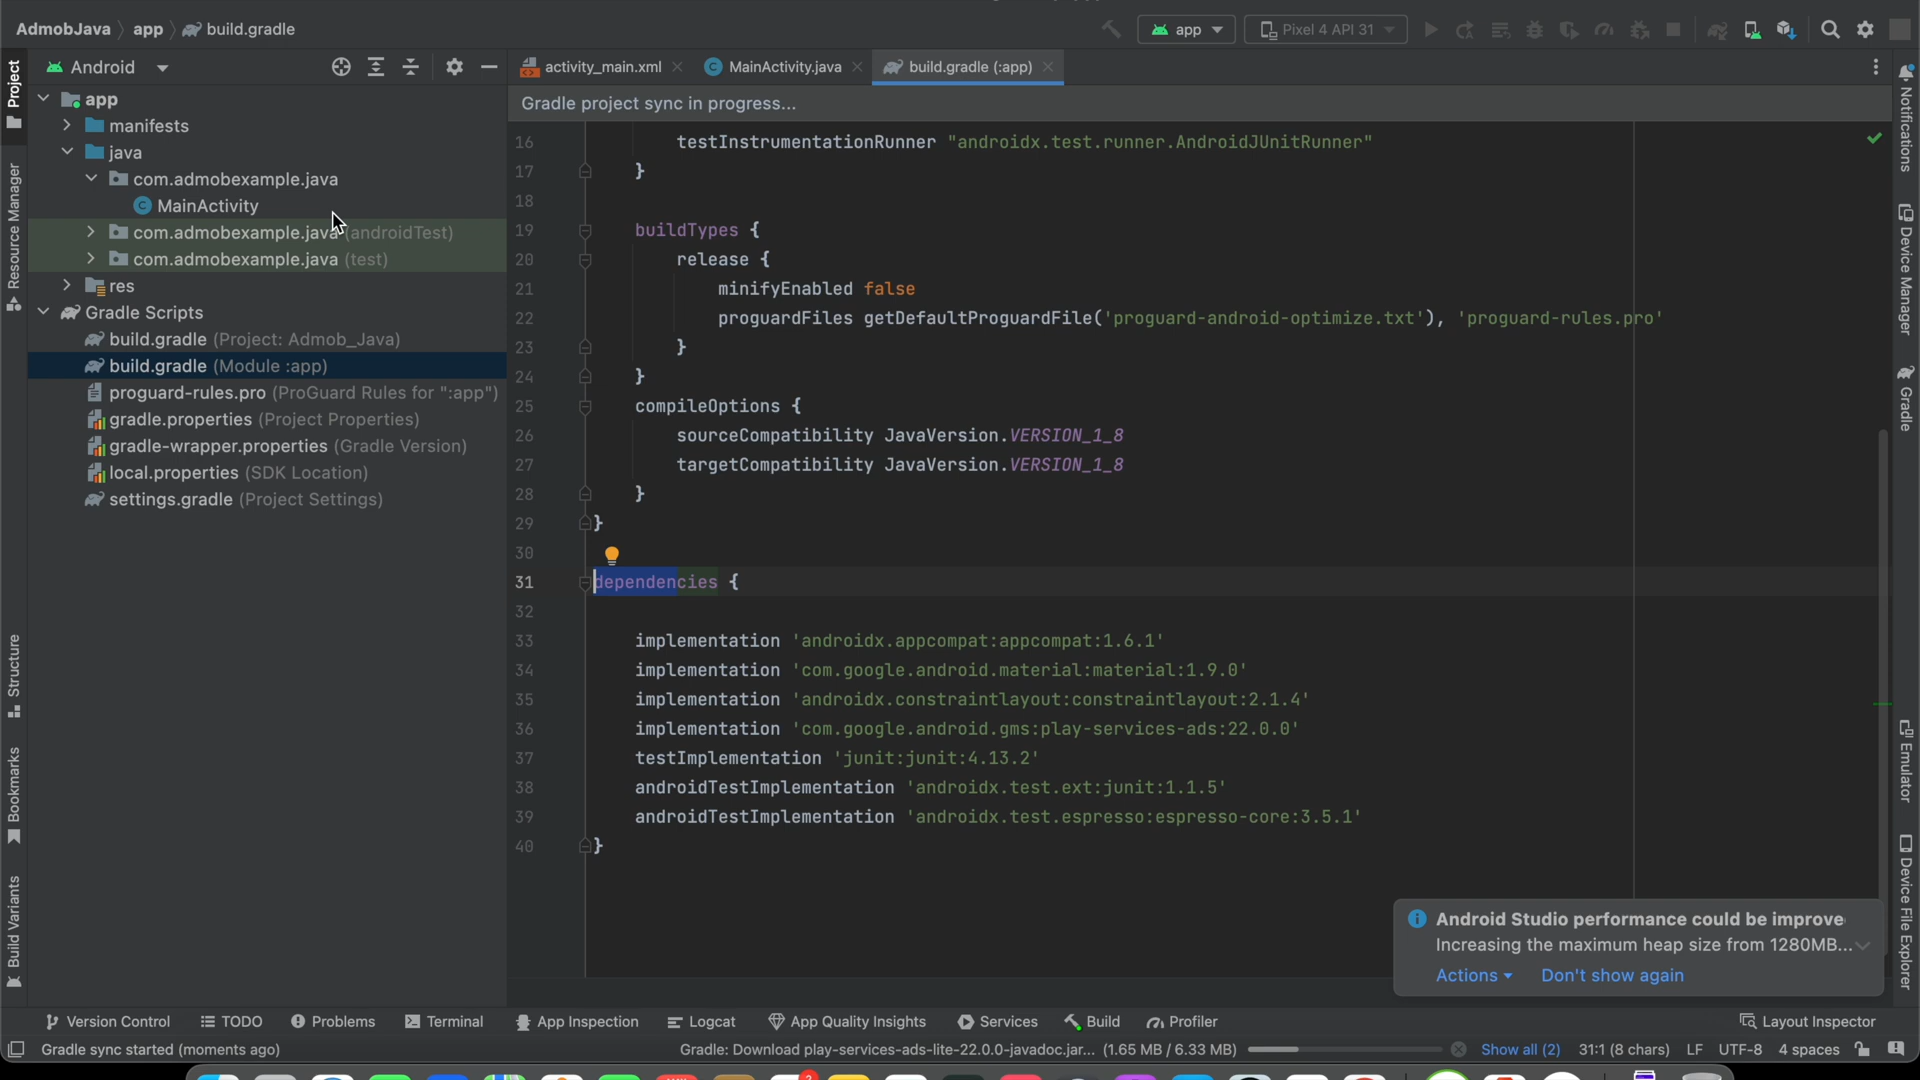 AdmobJava
app
build.gradle
app
Pixel 4 API 31
Project
Android
activity_main.xml
MainActivity.java
build.gradle (:app)
Gradle project sync in progress...
app
manifests
java
com.admobexample.java
MainActivity
com.admobexample.java (androidTest)
com.admobexample.java (test)
res
Gradle Scripts
build.gradle (Project: Admob_Java)
build.gradle (Module :app)
proguard-rules.pro (ProGuard Rules for ":app")
gradle.properties (Project Properties)
gradle-wrapper.properties (Gradle Version)
local.properties (SDK Location)
settings.gradle (Project Settings)
Resource Manager
Structure
Bookmarks
Build Variants
16 testInstrumentationRunner "androidx.test.runner.AndroidJUnitRunner"
17 }
18
19 buildTypes {
20 release {
21 minifyEnabled false
22 proguardFiles getDefaultProguardFile('proguard-android-optimize.txt'), 'proguard-rules.pro'
23 }
24 }
25 compileOptions {
26 sourceCompatibility JavaVersion.VERSION_1_8
27 targetCompatibility JavaVersion.VERSION_1_8
28 }
29 }
30
31 dependencies {
32
33 implementation 'androidx.appcompat:appcompat:1.6.1'
34 implementation 'com.google.android.material:material:1.9.0'
35 implementation 'androidx.constraintlayout:constraintlayout:2.1.4'
36 implementation 'com.google.android.gms:play-services-ads:22.0.0'
37 testImplementation 'junit:junit:4.13.2'
38 androidTestImplementation 'androidx.test.ext:junit:1.1.5'
39 androidTestImplementation 'androidx.test.espresso:espresso-core:3.5.1'
40 }
Notifications
Device Manager
Gradle
Emulator
Device File Explorer
Android Studio performance could be improve
Increasing the maximum heap size from 1280MB...
Actions
Don't show again
Version Control
TODO
Problems
Terminal
App Inspection
Logcat
App Quality Insights
Services
Build
Profiler
Layout Inspector
Gradle sync started (moments ago)
Gradle: Download play-services-ads-lite-22.0.0-javadoc.jar... (1.65 MB / 6.33 MB)
Show all (2)
31:1 (8 chars)
LF
UTF-8
4 spaces
2